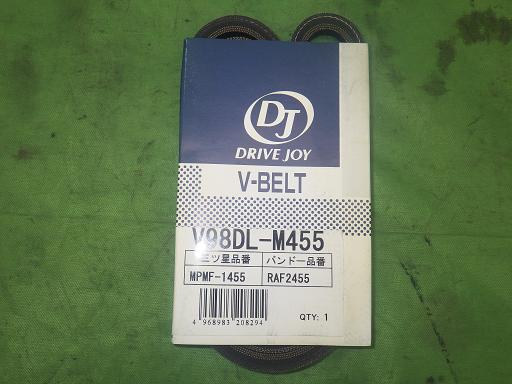 DJ
DRIVE JOY
V-BELT
V98DL-M455
三ツ星品番 バンドー品番
MPMF-1455 RAF2455
4 968983 208294
QTY: 1